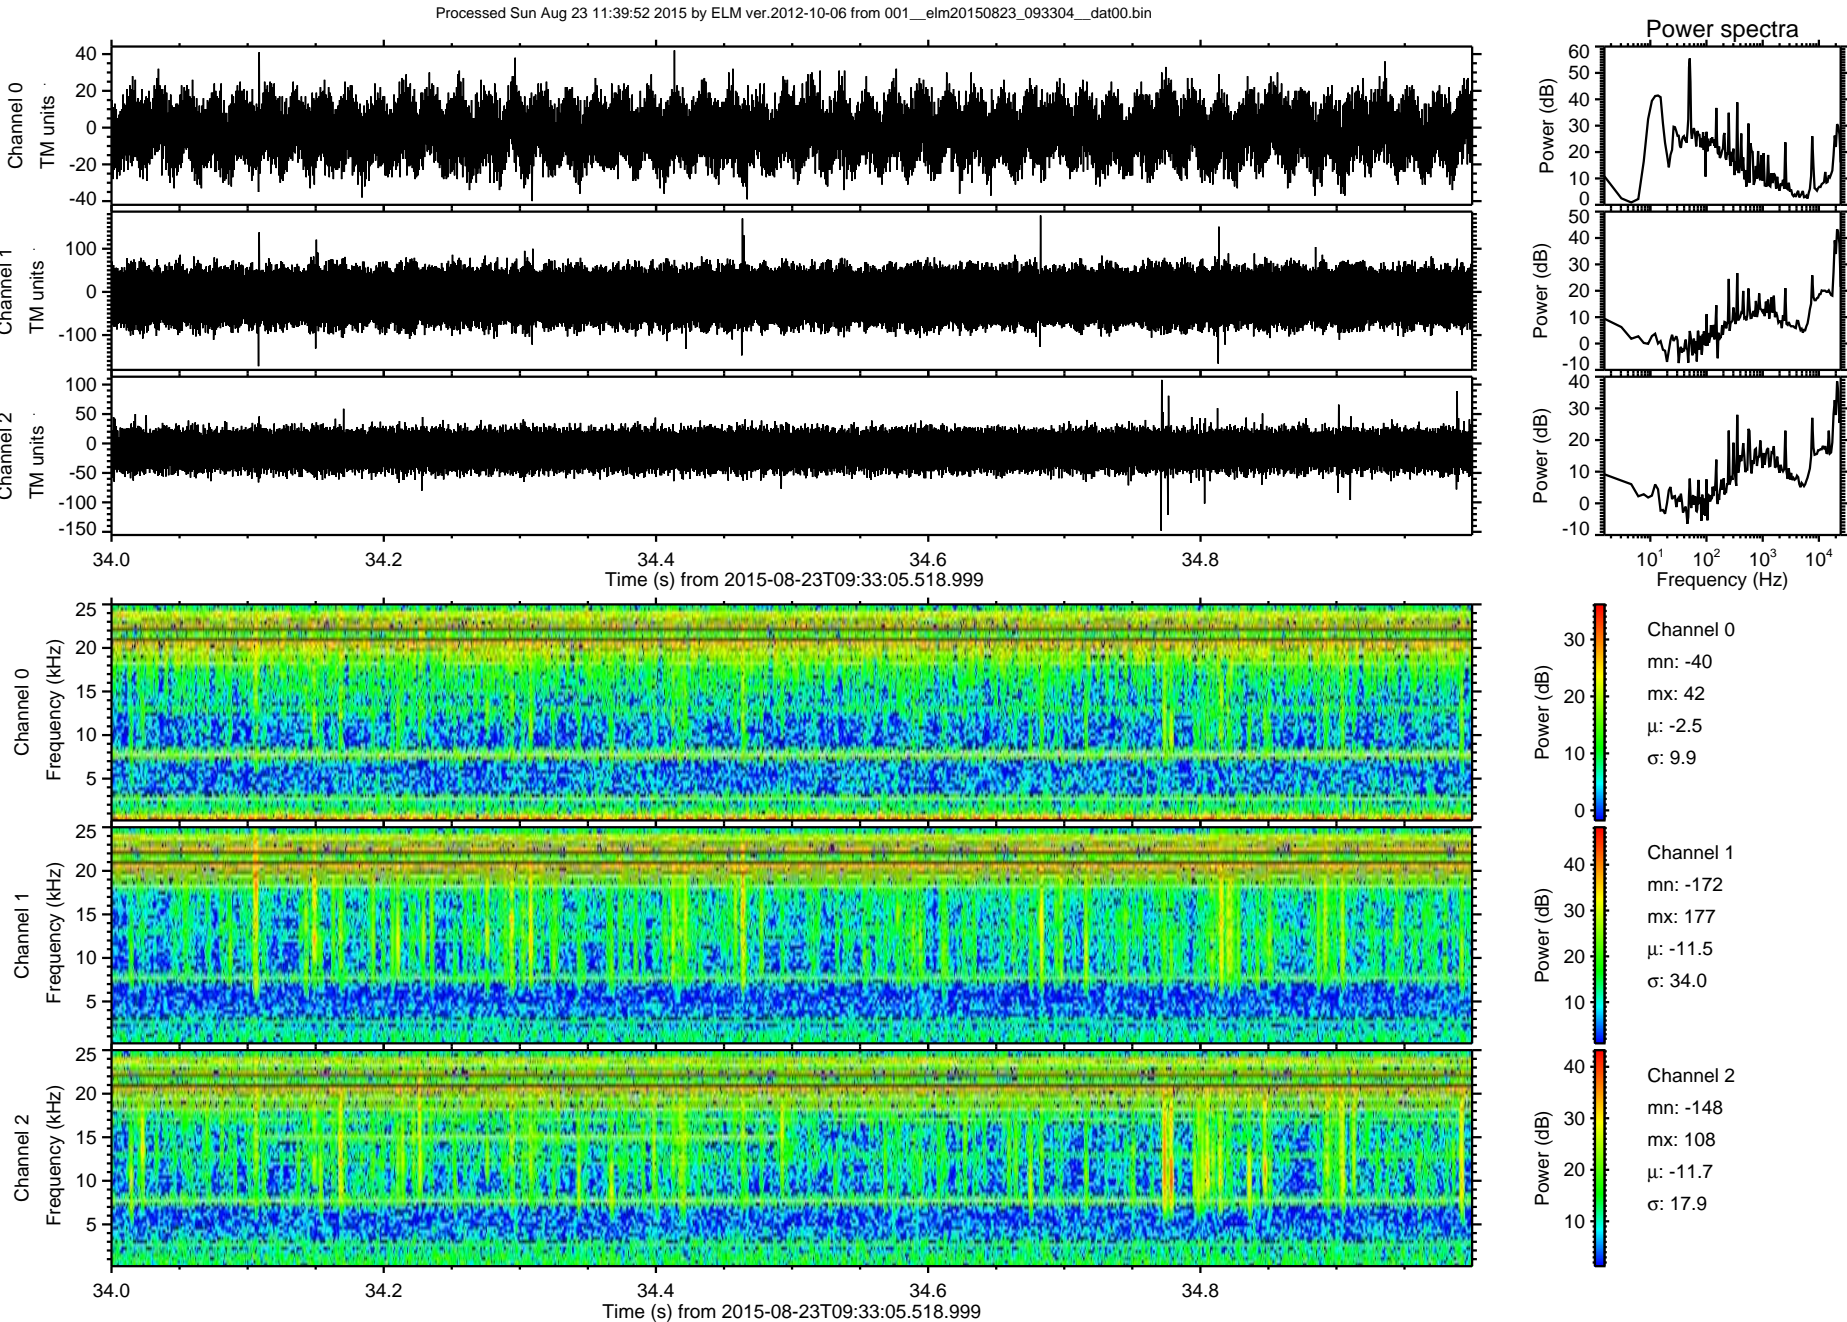 Processed Sun Aug 23 11:39:52 2015 by ELM ver.2012-10-06 from 001__elm20150823_093304__dat00.bin
Power spectra
Channel 0
TM units
40
20
0
-20
-40
Power (dB)
60
50
40
30
20
10
0
Channel 1
TM units
100
0
-100
Power (dB)
50
40
30
20
10
0
-10
Channel 2
TM units
100
50
0
-50
-100
-150
Power (dB)
40
30
20
10
0
-10
34.0 34.2 34.4 34.6 34.8
Time (s) from 2015-08-23T09:33:05.518.999
10^1 10^2 10^3 10^4
Frequency (Hz)
Channel 0
Frequency (kHz)
25
20
15
10
5
Power (dB)
30
20
10
0
Channel 0
mn: -40
mx: 42
μ: -2.5
σ: 9.9
Channel 1
Frequency (kHz)
25
20
15
10
5
Power (dB)
40
30
20
10
Channel 1
mn: -172
mx: 177
μ: -11.5
σ: 34.0
Channel 2
Frequency (kHz)
25
20
15
10
5
Power (dB)
40
30
20
10
Channel 2
mn: -148
mx: 108
μ: -11.7
σ: 17.9
34.0 34.2 34.4 34.6 34.8
Time (s) from 2015-08-23T09:33:05.518.999